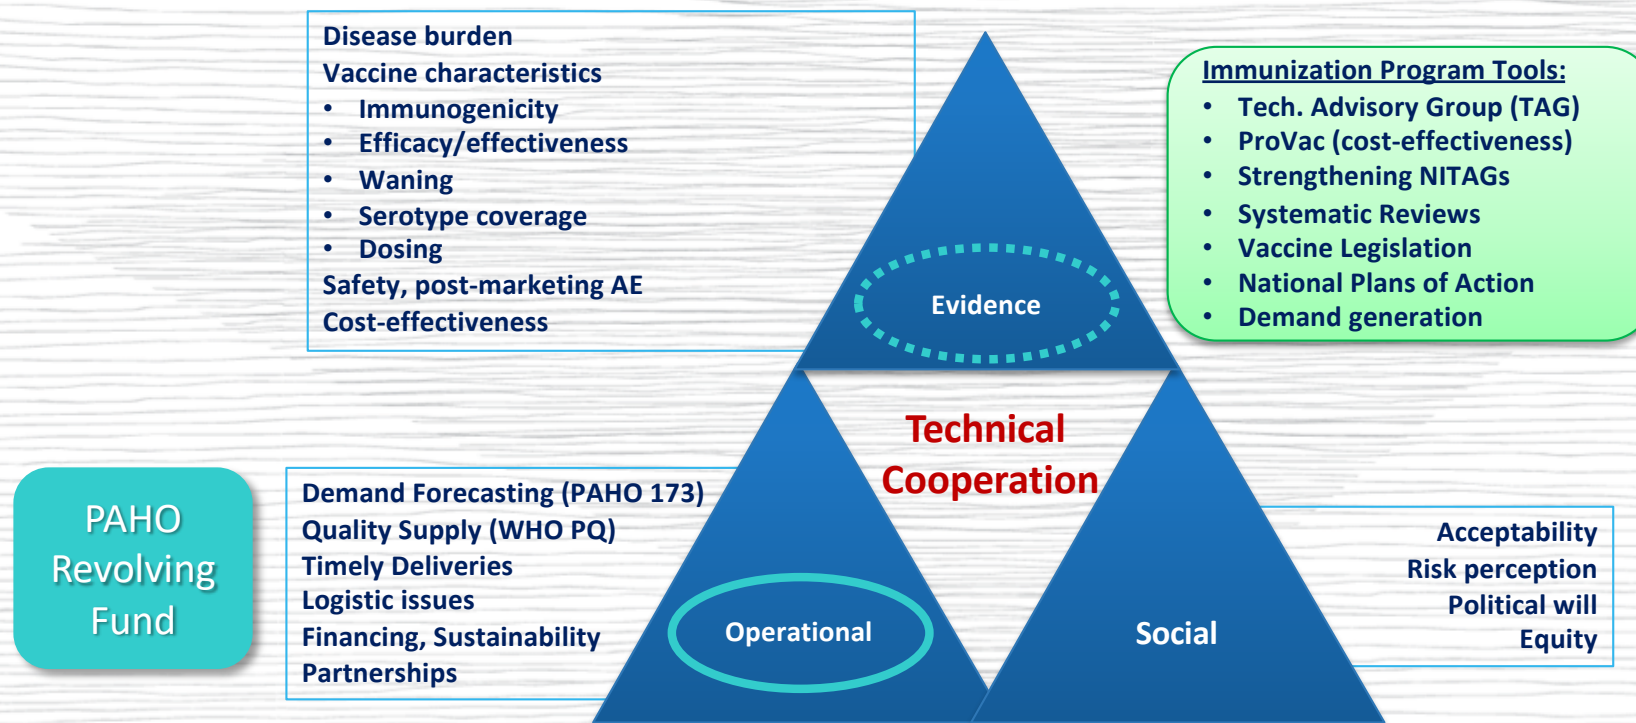 Disease burden
Vaccine characteristics
• Immunogenicity
• Efficacy/effectiveness
• Waning
• Serotype coverage
• Dosing
Safety, post-marketing AE
Cost-effectiveness
Evidence
Immunization Program Tools:
• Tech. Advisory Group (TAG)
• ProVac (cost-effectiveness)
• Strengthening NITAGs
• Systematic Reviews
• Vaccine Legislation
• National Plans of Action
• Demand generation
Technical
Cooperation
PAHO
Revolving
Fund
Demand Forecasting (PAHO 173)
Quality Supply (WHO PQ)
Timely Deliveries
Logistic issues
Financing, Sustainability
Partnerships
Operational
Social
Acceptability
Risk perception
Political will
Equity